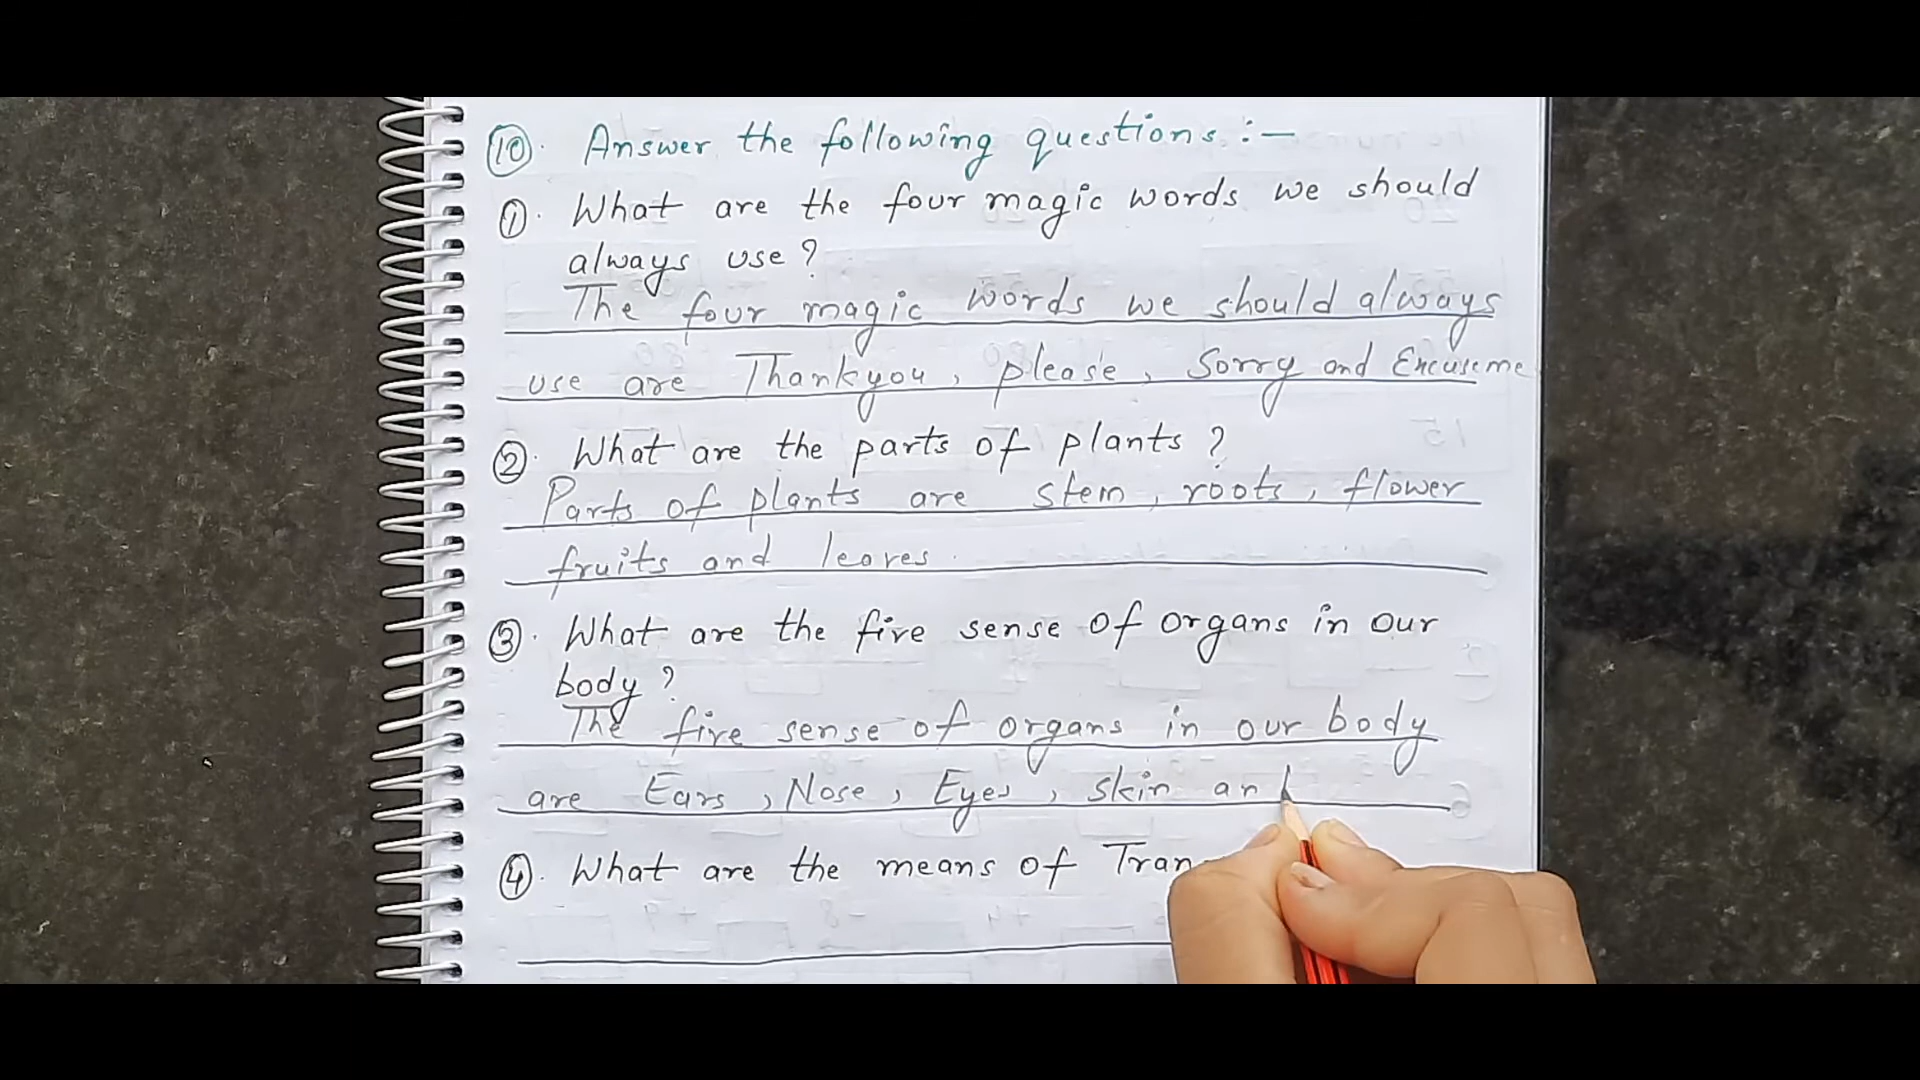 10. Answer the following questions :-
1. What are the four magic words we should
always use ?
The four magic words we should always
use are Thankyou, please, Sorry and Excuse me
2. What are the parts of plants ?
Parts of plants are stem, roots, flower
fruits and leaves.
3. What are the five sense of organs in our
body ?
The five sense of organs in our body
are Ears, Nose, Eyes, skin an
4. What are the means of Tran